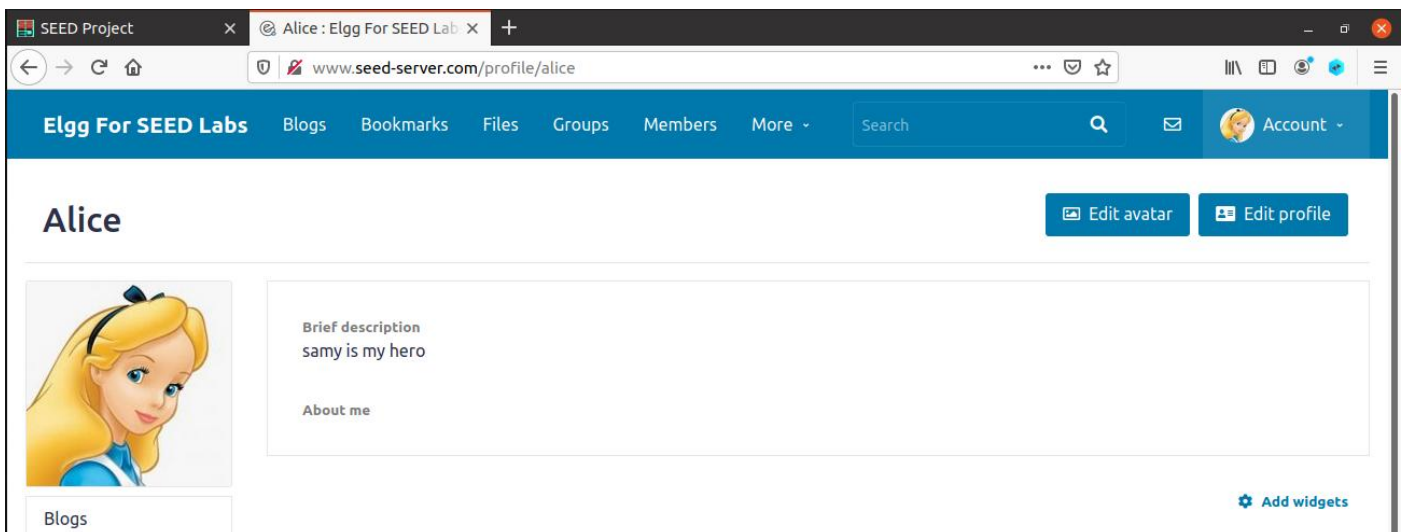 SEED Project
Alice : Elgg For SEED Lab
www.seed-server.com/profile/alice
Elgg For SEED Labs Blogs Bookmarks Files Groups Members More Search Account
Alice
Edit avatar Edit profile
Brief description
samy is my hero
About me
Add widgets
Blogs